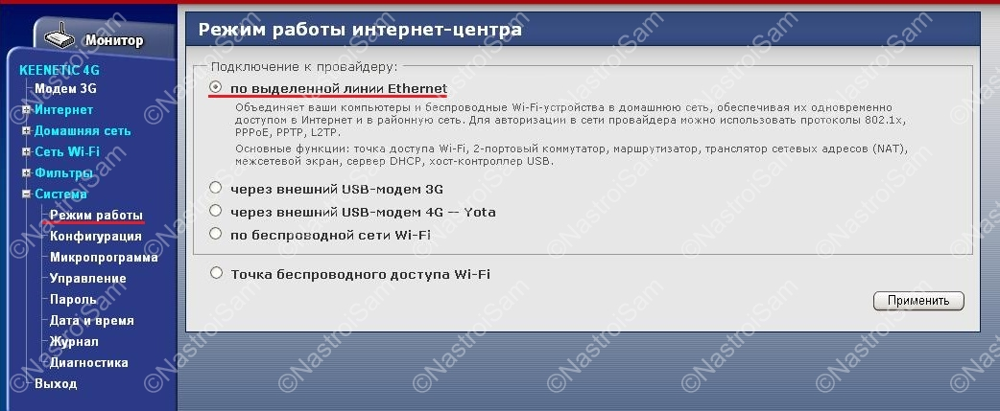 Монитор
KEENETIC 4G
Модем 3G
Интернет
Домашняя сеть
Сеть Wi-Fi
Фильтры
Система
Режим работы
Конфигурация
Микропрограмма
Управление
Пароль
Дата и время
Журнал
Диагностика
Выход
Режим работы интернет-центра
Подключение к провайдеру:
по выделенной линии Ethernet
Объединяет ваши компьютеры и беспроводные Wi-Fi-устройства в домашнюю сеть, обеспечивая их одновременно
доступом в Интернет и в районную сеть. Для авторизации в сети провайдера можно использовать протоколы 802.1x,
PPPoE, PPTP, L2TP.
Основные функции: точка доступа Wi-Fi, 2-портовый коммутатор, маршрутизатор, транслятор сетевых адресов (NAT),
межсетевой экран, сервер DHCP, хост-контроллер USB.
через внешний USB-модем 3G
через внешний USB-модем 4G -- Yota
по беспроводной сети Wi-Fi
Точка беспроводного доступа Wi-Fi
Применить
©NastroiSam